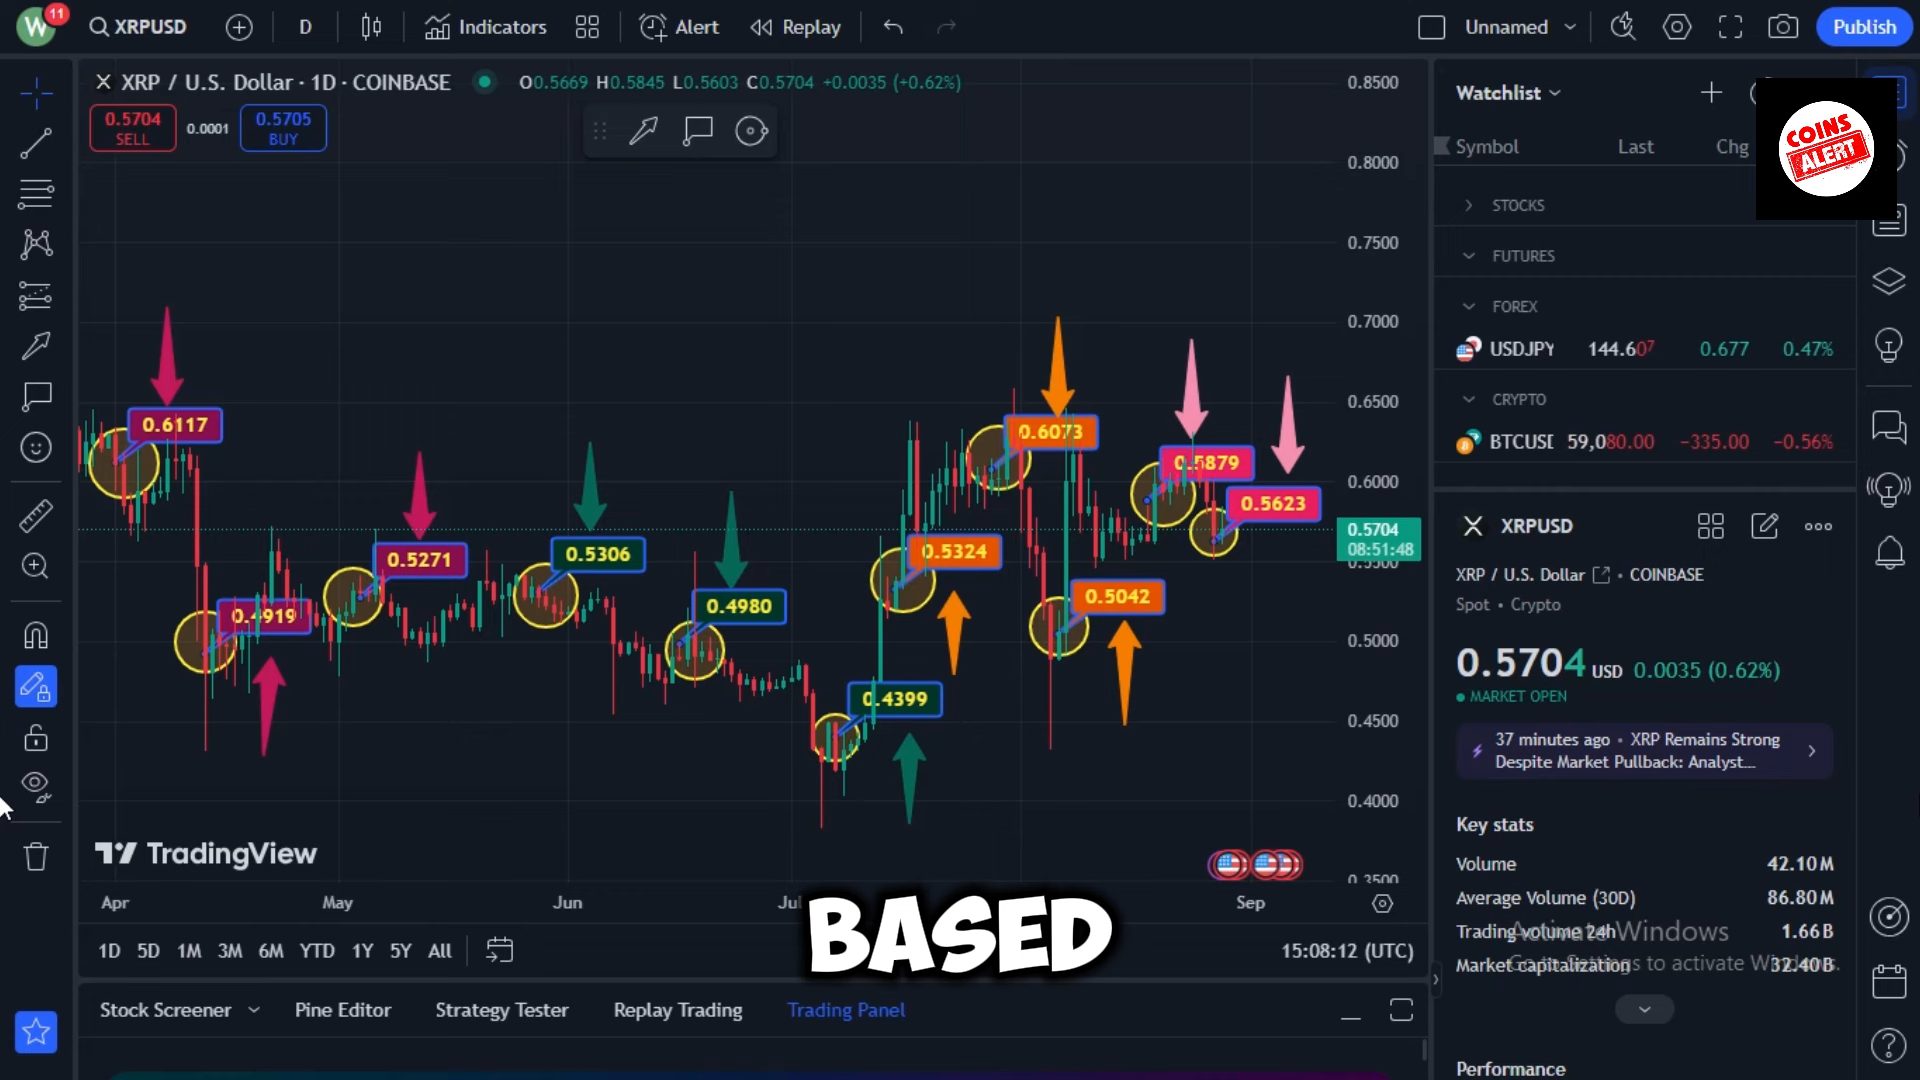 W 11 XRPUSD D Indicators Alert Replay Unnamed Publish
X XRP / U.S. Dollar · 1D · COINBASE O0.5669 H0.5845 L0.5603 C0.5704 +0.0035 (+0.62%)
0.5704 SELL 0.0001 0.5705 BUY
0.8500
0.8000
0.7500
0.7000
0.6500
0.6000
0.5704
08:51:48
0.5500
0.5000
0.4500
0.4000
0.3500
0.6117
0.4919
0.5271
0.5306
0.4980
0.4399
0.5324
0.6073
0.5042
0.5879
0.5623
TradingView
Apr May Jun Jul Sep
BASED
1D 5D 1M 3M 6M YTD 1Y 5Y All 15:08:12 (UTC)
Stock Screener Pine Editor Strategy Tester Replay Trading Trading Panel
Watchlist
COINS
ALERT
Symbol Last Chg
STOCKS
FUTURES
FOREX
USDJPY 144.607 0.677 0.47%
CRYPTO
BTCUSD 59,080.00 −335.00 −0.56%
X XRPUSD
XRP / U.S. Dollar • COINBASE
Spot • Crypto
0.5704 USD 0.0035 (0.62%)
MARKET OPEN
37 minutes ago • XRP Remains Strong
Despite Market Pullback: Analyst...
Key stats
Volume 42.10M
Average Volume (30D) 86.80M
Trading volume 24h 1.66B
Activate Windows
Market capitalization 32.40B
Go to Settings to activate Windows.
Performance